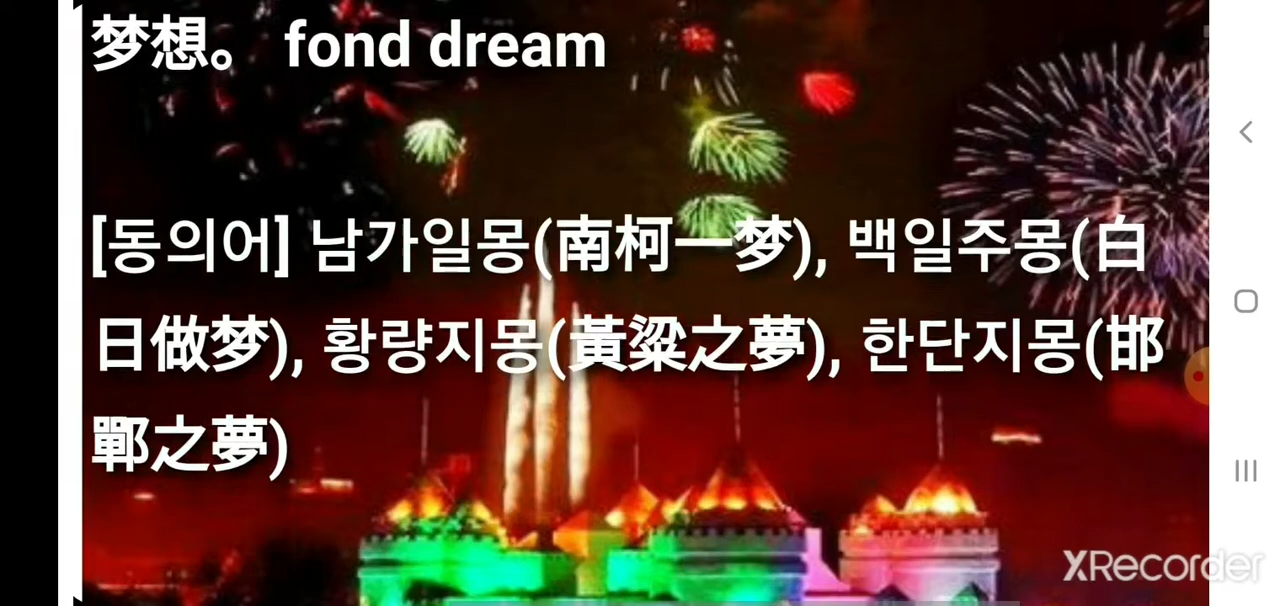 梦想。 fond dream
[동의어] 남가일몽(南柯一梦), 백일주몽(白
日做梦), 황량지몽(黃粱之夢), 한단지몽(邯
鄲之夢)
XRecorder